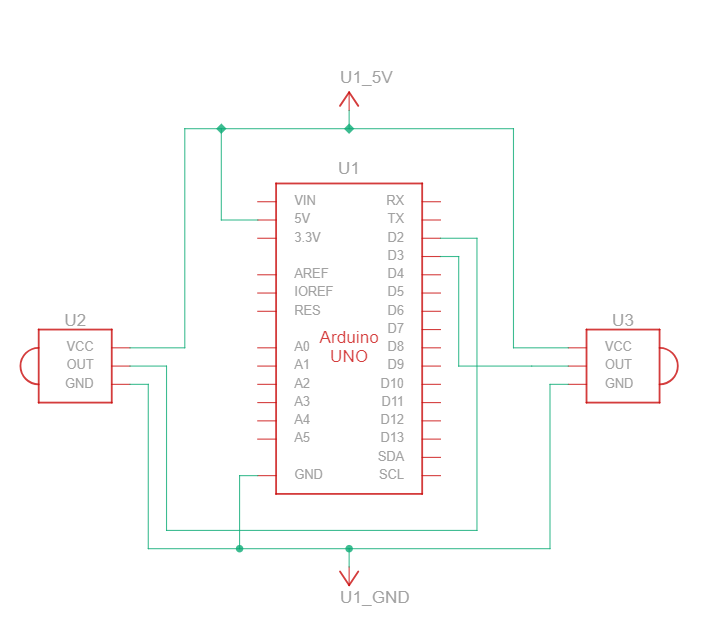 U1_5V
U1
VIN
5V
3.3V
AREF
IOREF
RES
A0
A1
A2
A3
A4
A5
GND
Arduino
UNO
RX
TX
D2
D3
D4
D5
D6
D7
D8
D9
D10
D11
D12
D13
SDA
SCL
U2
VCC
OUT
GND
U3
VCC
OUT
GND
U1_GND